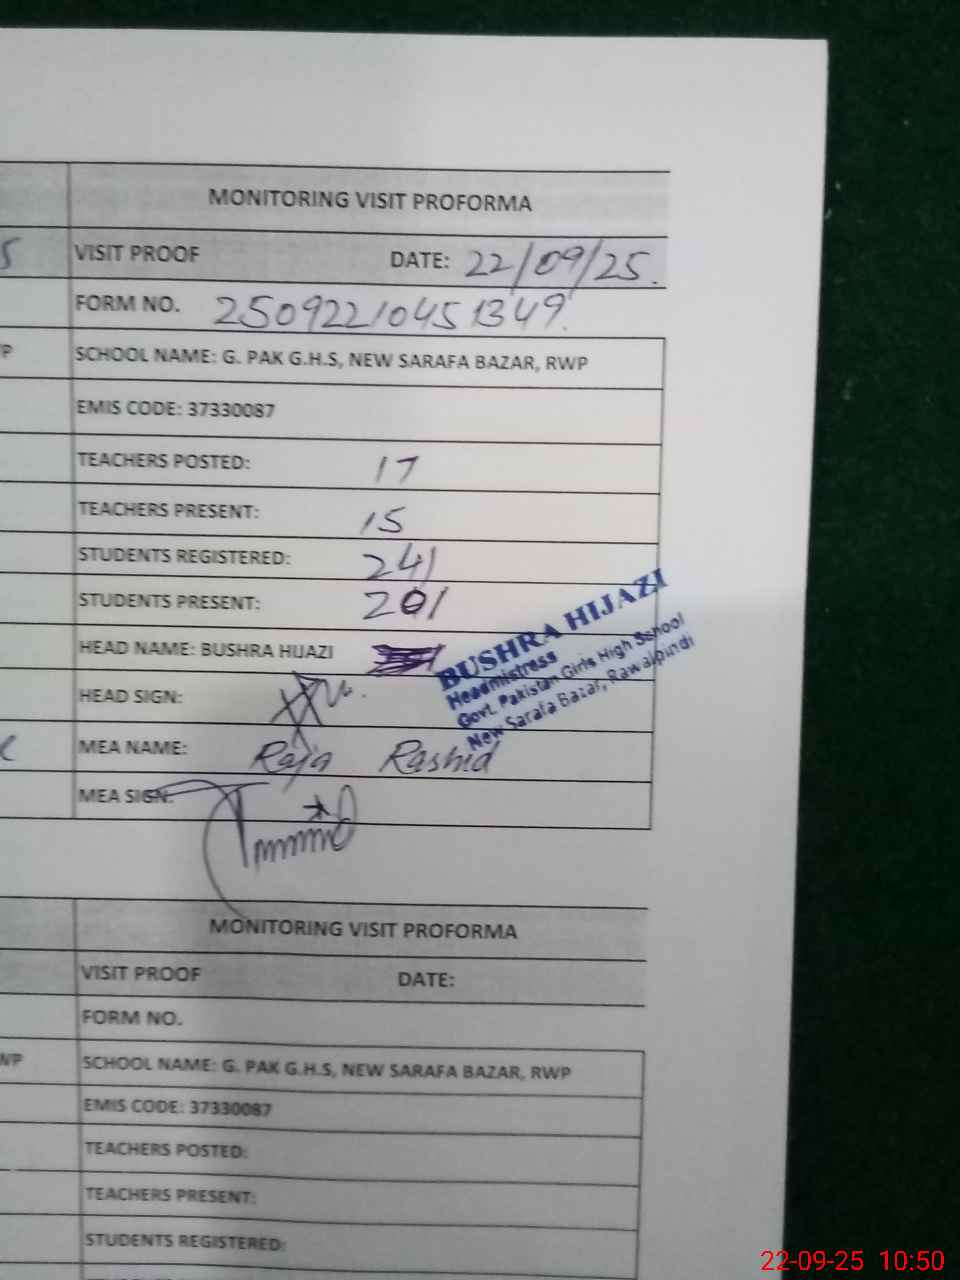 MONITORING VISIT PROFORMA
VISIT PROOF DATE: 22/09/25.
FORM NO. 250922104513 49.
SCHOOL NAME: G. PAK G.H.S, NEW SARAFA BAZAR, RWP
EMIS CODE: 37330087
TEACHERS POSTED: 17
TEACHERS PRESENT: 15
STUDENTS REGISTERED: 241
STUDENTS PRESENT: 201
HEAD NAME: BUSHRA HIJAZI
BUSHRA HIJAZI
Headmistress
Govt. Pakistan Girls High School
New Sarafa Bazar, Rawalpindi
HEAD SIGN:
MEA NAME: Raja Rashid
MEA SIGN:
MONITORING VISIT PROFORMA
VISIT PROOF DATE:
FORM NO.
SCHOOL NAME: G. PAK G.H.S, NEW SARAFA BAZAR, RWP
EMIS CODE: 37330087
TEACHERS POSTED:
TEACHERS PRESENT:
STUDENTS REGISTERED:
22-09-25 10:50